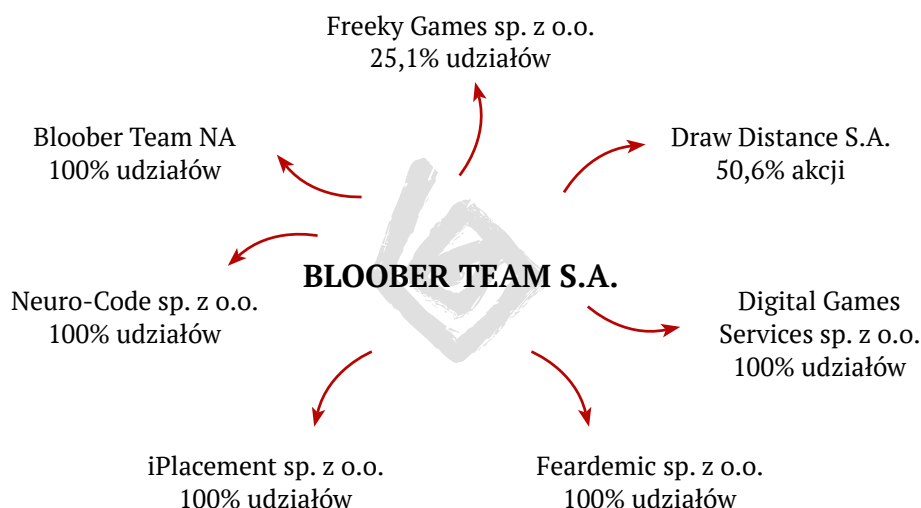 Freeky Games sp. z o.o.
25,1% udziałów
Bloober Team NA
100% udziałów
Draw Distance S.A.
50,6% akcji
BLOOBER TEAM S.A.
Neuro-Code sp. z o.o.
100% udziałów
Digital Games
Services sp. z o.o.
100% udziałów
iPlacement sp. z o.o.
100% udziałów
Feardemic sp. z o.o.
100% udziałów